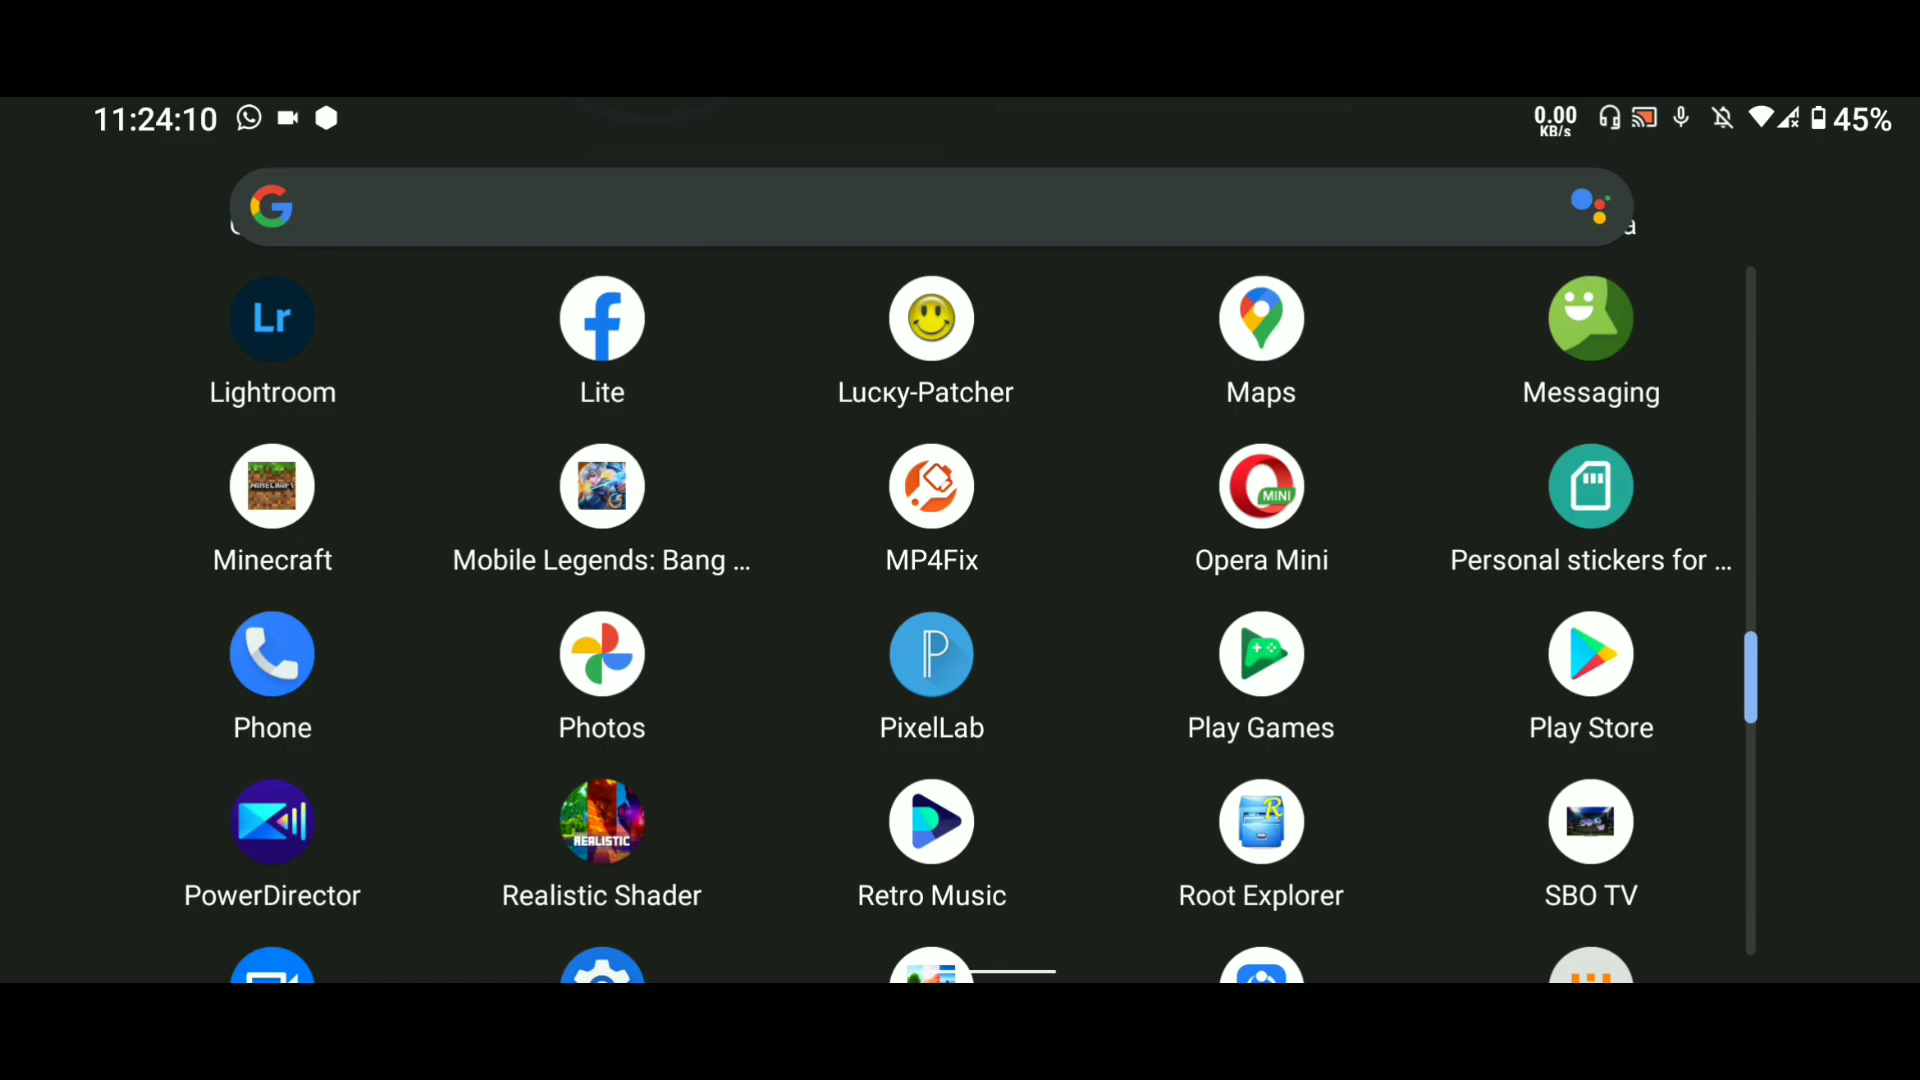 11:24:10 0.00 KB/s 45%
G
a
Lr
Lightroom Lite Lucкy-Patcher Maps Messaging
MINECRAFT MINI
Minecraft Mobile Legends: Bang ... MP4Fix Opera Mini Personal stickers for ...
P
Phone Photos PixelLab Play Games Play Store
REALISTIC R
PowerDirector Realistic Shader Retro Music Root Explorer SBO TV